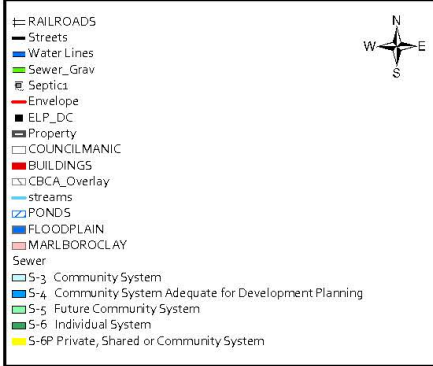 RAILROADS
Streets
Water Lines
Sewer_Grav
Septic1
Envelope
ELP_DC
Property
COUNCILMANIC
BUILDINGS
CBCA_Overlay
streams
PONDS
FLOODPLAIN
MARLBOROCLAY
Sewer
S-3 Community System
S-4 Community System Adequate for Development Planning
S-5 Future Community System
S-6 Individual System
S-6P Private, Shared or Community System
N
W E
S